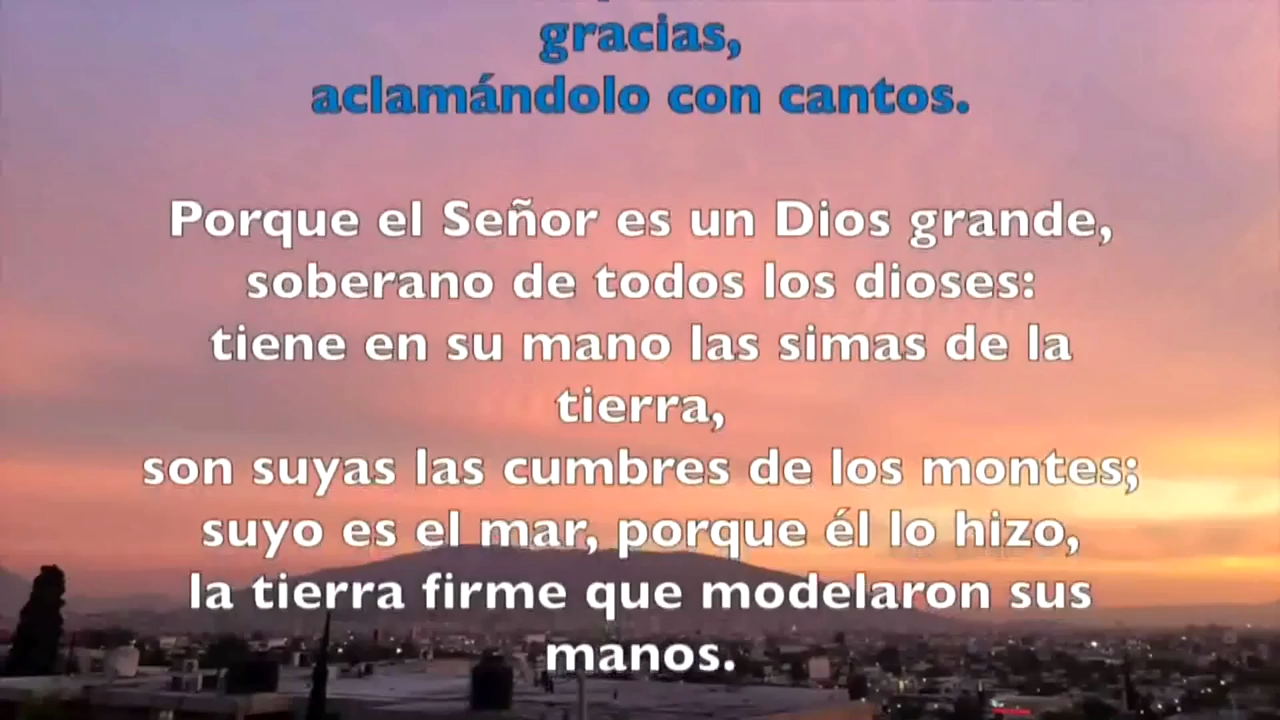 gracias,
aclamándolo con cantos.
Porque el Señor es un Dios grande,
soberano de todos los dioses:
tiene en su mano las simas de la
tierra,
son suyas las cumbres de los montes;
suyo es el mar, porque él lo hizo,
la tierra firme que modelaron sus
manos.